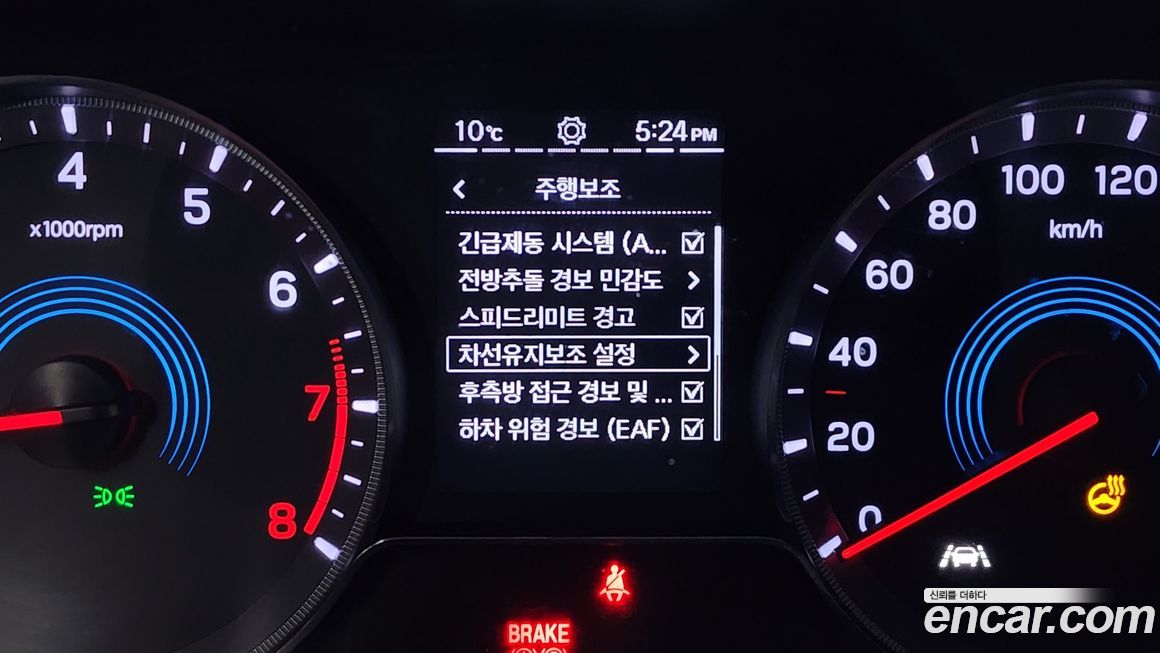 10℃ 5:24 PM
주행보조
긴급제동 시스템 (A...
전방추돌 경보 민감도
스피드리미트 경고
차선유지보조 설정
후측방 접근 경보 및 ...
하차 위험 경보 (EAF)
4
5
6
7
8
x1000rpm
120
100
80
60
40
20
0
km/h
BRAKE
신뢰를 더하다
encar.com